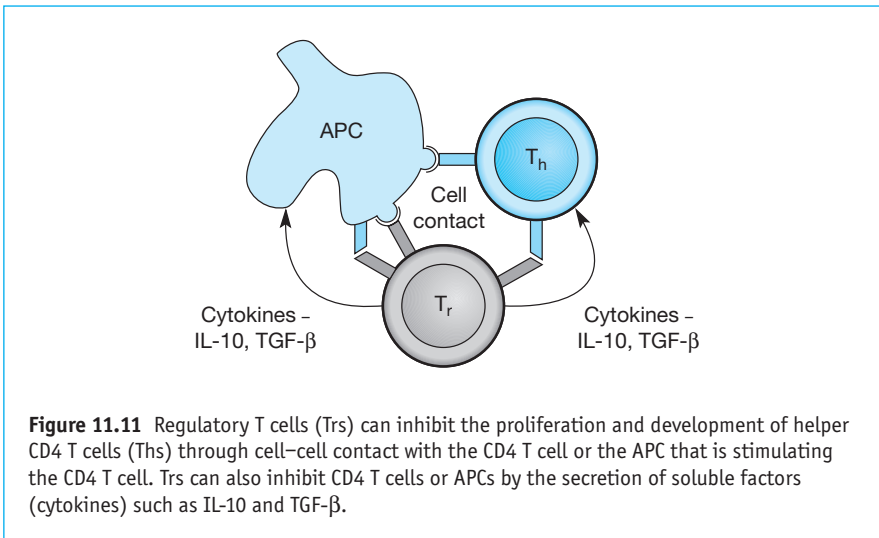 APC
T_h
Cell
contact
T_r
Cytokines –
IL-10, TGF-β
Cytokines –
IL-10, TGF-β
Figure 11.11 Regulatory T cells (Trs) can inhibit the proliferation and development of helper
CD4 T cells (Ths) through cell–cell contact with the CD4 T cell or the APC that is stimulating
the CD4 T cell. Trs can also inhibit CD4 T cells or APCs by the secretion of soluble factors
(cytokines) such as IL-10 and TGF-β.